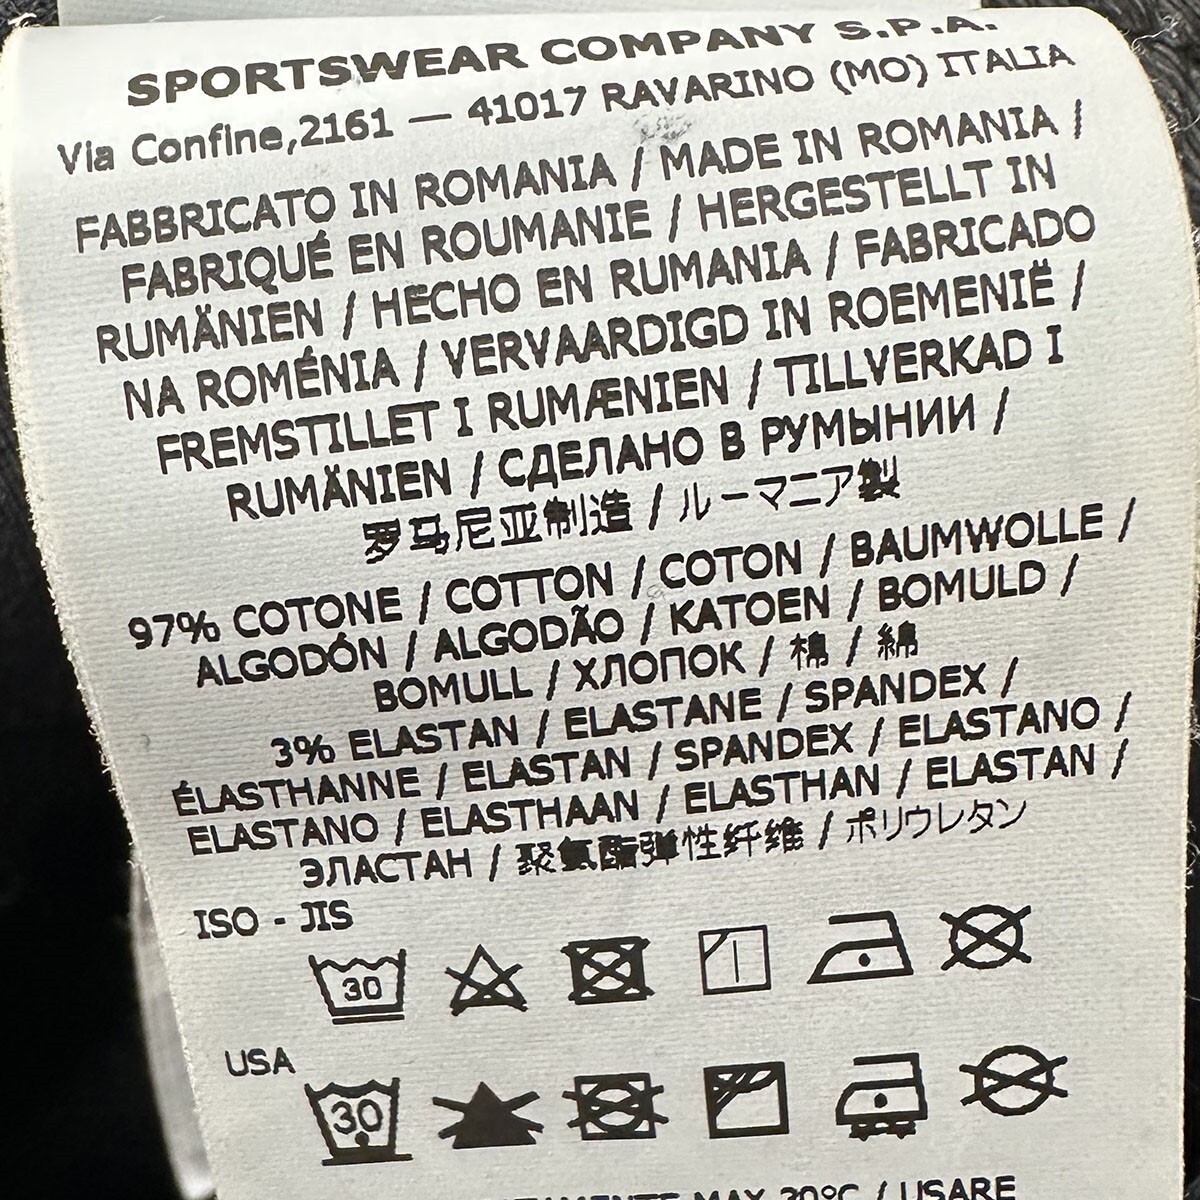 SPORTSWEAR COMPANY S.P.A.
Via Confine,2161 — 41017 RAVARINO (MO) ITALIA
FABBRICATO IN ROMANIA / MADE IN ROMANIA /
FABRIQUÉ EN ROUMANIE / HERGESTELLT IN
RUMÄNIEN / HECHO EN RUMANIA / FABRICADO
NA ROMÉNIA / VERVAARDIGD IN ROEMENIË /
FREMSTILLET I RUMÆNIEN / TILLVERKAD I
RUMÄNIEN / СДЕЛАНО В РУМЫНИИ /
罗马尼亚制造 / ルーマニア製
97% COTONE / COTTON / COTON / BAUMWOLLE /
ALGODÓN / ALGODÃO / KATOEN / BOMULD /
BOMULL / ХЛОПОК / 棉 / 綿
3% ELASTAN / ELASTANE / SPANDEX /
ÉLASTHANNE / ELASTAN / SPANDEX / ELASTANO /
ELASTANO / ELASTHAAN / ELASTHAN / ELASTAN /
ЭЛАСТАН / 聚氨酯弹性纤维 / ポリウレタン
ISO - JIS
30
USA
30
MAX 30°C / USARE